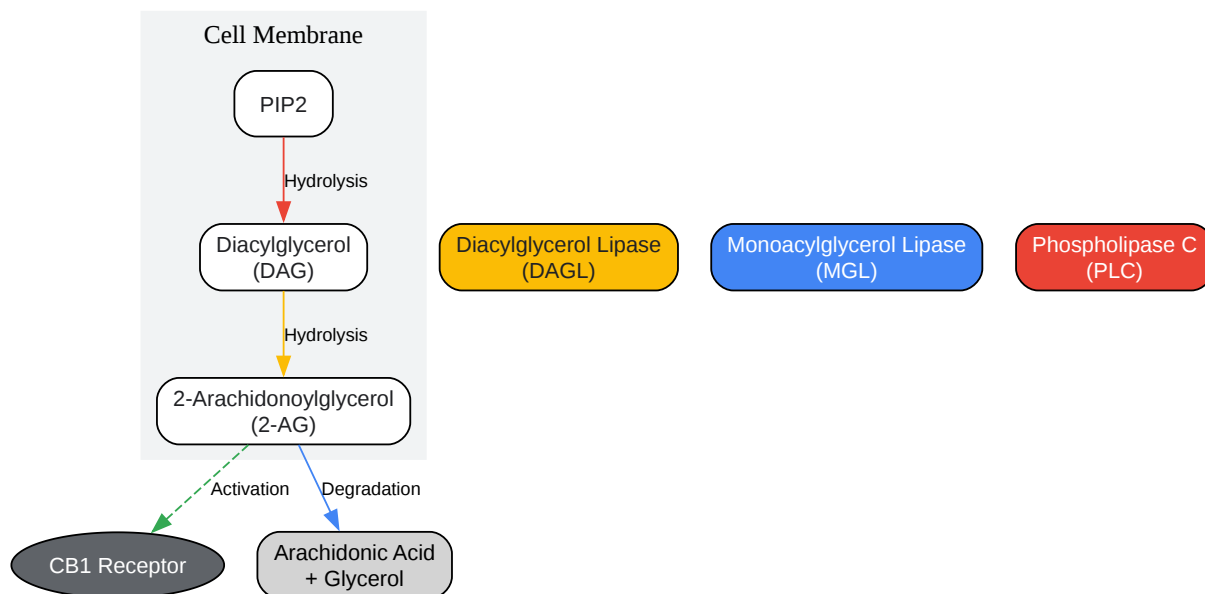 Cell Membrane
PIP2
Hydrolysis
Diacylglycerol
(DAG)
Diacylglycerol Lipase
(DAGL)
Monoacylglycerol Lipase
(MGL)
Phospholipase C
(PLC)
Hydrolysis
2-Arachidonoylglycerol
(2-AG)
Activation
Degradation
CB1 Receptor
Arachidonic Acid
+ Glycerol